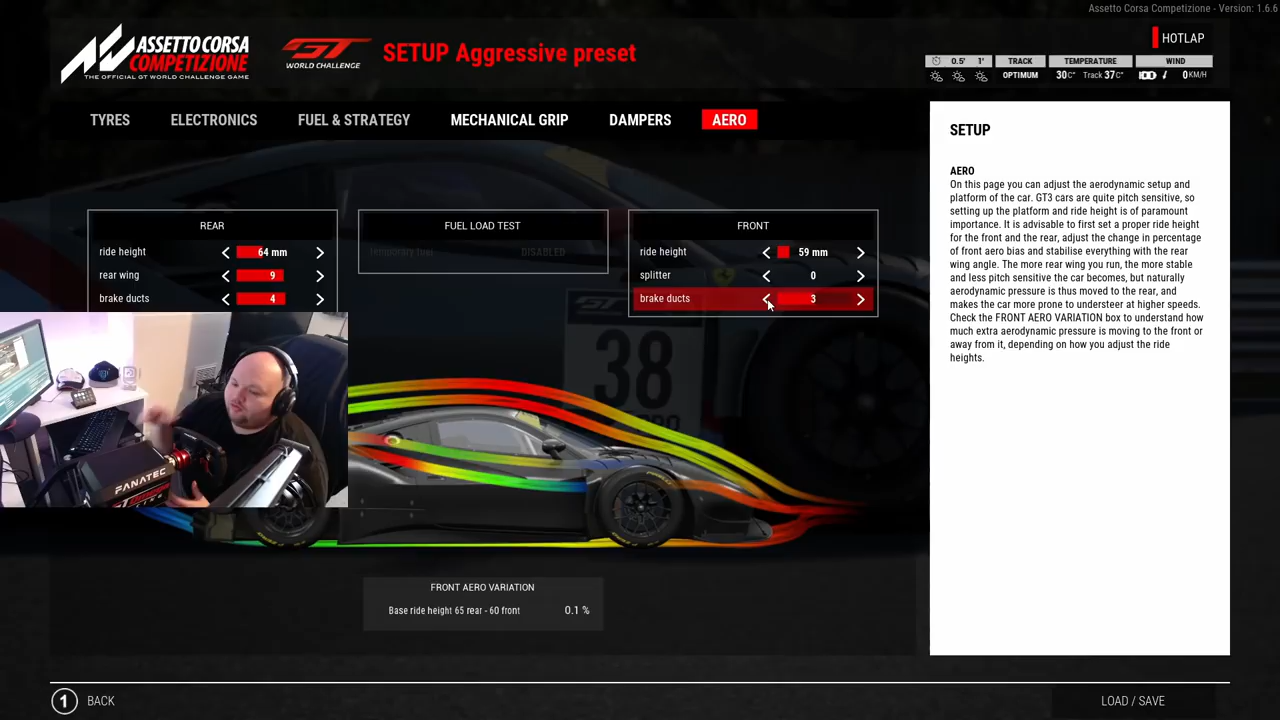 Assetto Corsa Competizione - Version: 1.6.6
ASSETTO CORSA
COMPETIZIONE
THE OFFICIAL GT WORLD CHALLENGE GAME
GT
WORLD CHALLENGE
SETUP Aggressive preset
HOTLAP
0.5' 1' TRACK TEMPERATURE WIND
OPTIMUM 30C° Track 37C° 0KM/H
TYRES ELECTRONICS FUEL & STRATEGY MECHANICAL GRIP DAMPERS AERO
REAR
ride height 64 mm
rear wing 9
brake ducts 4
FUEL LOAD TEST
temporary fuel DISABLED
FRONT
ride height 59 mm
splitter 0
brake ducts 3
SETUP
AERO
On this page you can adjust the aerodynamic setup and
platform of the car. GT3 cars are quite pitch sensitive, so
setting up the platform and ride height is of paramount
importance. It is advisable to first set a proper ride height
for the front and the rear, adjust the change in percentage
of front aero bias and stabilise everything with the rear
wing angle. The more rear wing you run, the more stable
and less pitch sensitive the car becomes, but naturally
aerodynamic pressure is thus moved to the rear, and
makes the car more prone to understeer at higher speeds.
Check the FRONT AERO VARIATION box to understand how
much extra aerodynamic pressure is moving to the front or
away from it, depending on how you adjust the ride
heights.
38
FANATEC
FRONT AERO VARIATION
Base ride height 65 rear - 60 front 0.1 %
1 BACK
LOAD / SAVE